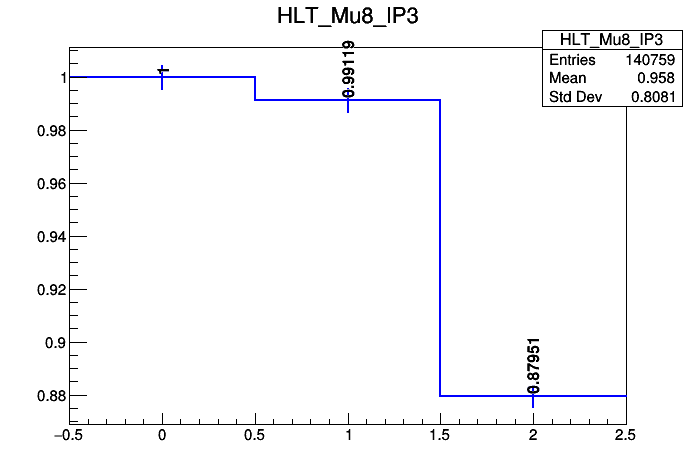 HLT_Mu8_IP3
HLT_Mu8_IP3
Entries 140759
Mean 0.958
Std Dev 0.8081
1
0.99119
0.87951
1
0.98
0.96
0.94
0.92
0.9
0.88
−0.5 0 0.5 1 1.5 2 2.5